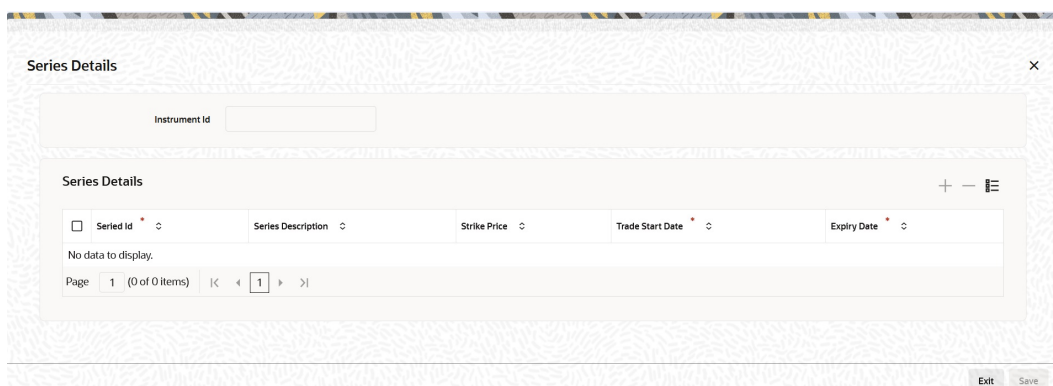 Series Details
Instrument Id
Series Details
Seried Id * Series Description Strike Price Trade Start Date * Expiry Date *
No data to display.
Page 1 (0 of 0 items) 1
Exit Save